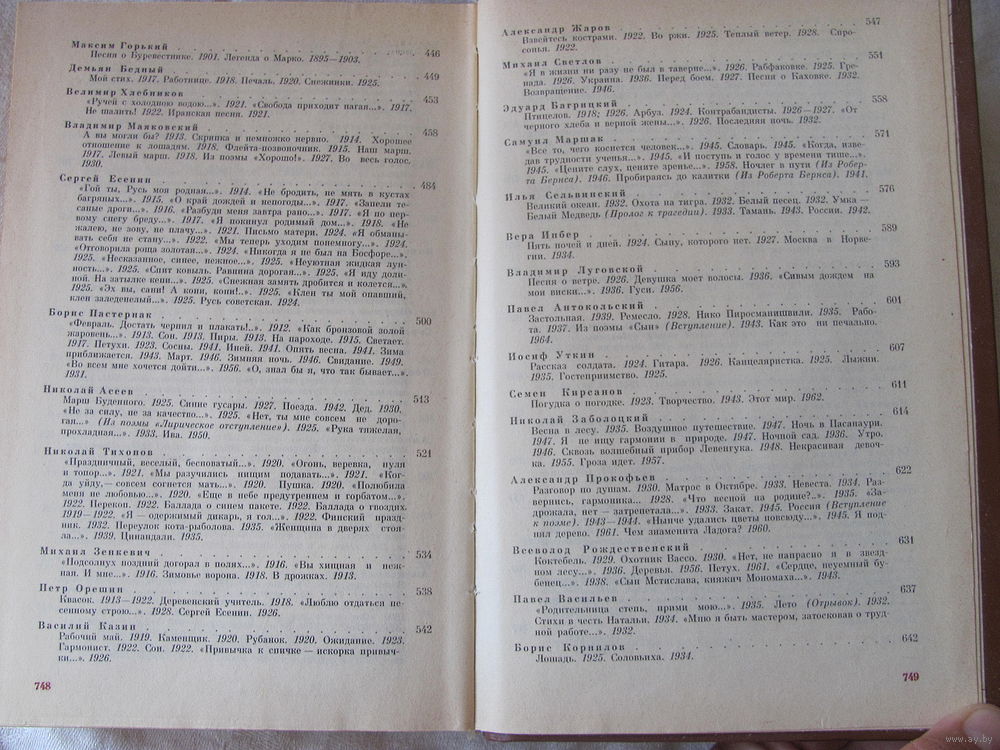 Максим Горький . . . . . . . . . . 446
Песня о Буревестнике. 1901. Легенда о Марко. 1895—1903.
Демьян Бедный . . . . . . . . . . 449
Мой стих. 1917. Работнице. 1918. Печаль. 1920. Снежинки. 1925.
Велимир Хлебников . . . . . . . . . . 453
«Ручей с холодною водою...». 1921. «Свобода приходит нагая...». 1917.
Не шалить! 1922. Иранская песня. 1921.
Владимир Маяковский . . . . . . . . . . 458
А вы могли бы? 1913. Скрипка и немножко нервно. 1914. Хорошее
отношение к лошадям. 1918. Флейта-позвоночник. 1915. Наш марш.
1917. Левый марш. 1918. Из поэмы «Хорошо!». 1927. Во весь голос.
1930.
Сергей Есенин . . . . . . . . . . 484
«Гой ты, Русь моя родная...». 1914. «Не бродить, не мять в кустах
багряных...». 1915. «О край дождей и непогоды...». 1917. «Запели те-
саные дроги...». 1916. «Разбуди меня завтра рано...». 1917. «Я по пер-
вому снегу бреду...». 1917. «Я покинул родимый дом...». 1918. «Не
жалею, не зову, не плачу...». 1921. Письмо матери. 1924. «Я обманы-
вать себя не стану...». 1922. «Мы теперь уходим понемногу...». 1924.
«Отговорила роща золотая...». 1924. «Никогда я не был на Босфоре...».
1925. «Несказанное, синее, нежное...». 1925. «Неуютная жидкая лун-
ность...». 1925. «Спит ковыль. Равнина дорогая...». 1925. «Я иду доли-
ной. На затылке кепи...». 1925. «Снежная замять дробится и колется...».
1925. «Эх вы, сани! А кони, кони!..». 1925. «Клен ты мой опавший,
клен заледенелый...». 1925. Русь советская. 1924.
Борис Пастернак . . . . . . . . . . 500
«Февраль. Достать чернил и плакать!..». 1912. «Как бронзовой золой
жаровень...». 1913. Сон. 1913. Пиры. 1913. На пароходе. 1915. Светает.
1917. Петухи. 1923. Сосны. 1941. Иней. 1941. Опять весна. 1941. Зима
приближается. 1943. Март. 1946. Зимняя ночь. 1946. Свидание. 1949.
«Во всем мне хочется дойти...». 1956. «О, знал бы я, что так бывает...».
1931.
Николай Асеев . . . . . . . . . . 513
Марш Буденного. 1925. Синие гусары. 1927. Поезда. 1942. Дед. 1930.
«Не за силу, не за качество...». 1925. «Нет, ты мне совсем не доро-
гая...» (Из поэмы «Лирическое отступление»). 1925. «Рука тяжелая,
прохладная...». 1933. Ива. 1950.
Николай Тихонов . . . . . . . . . . 521
«Праздничный, веселый, бесноватый...». 1920. «Огонь, веревка, пуля
и топор...». 1921. «Мы разучились нищим подавать...». 1921. «Ког-
да уйду,— совсем согнется мать...». 1920. Пушка. 1920. «Полюбила
меня не любовью...». 1920. «Еще в небе предутреннем и горбатом...».
1922. Перекоп. 1922. Баллада о синем пакете. 1922. Баллада о гвоздях.
1919—1922. «Я — одержимый дикарь, я гол...». 1922. Финский празд-
ник. 1932. Переулок кота-рыболова. 1935. «Женщина в дверях стоя-
ла...». 1939. Цинандали. 1935.
Михаил Зенкевич . . . . . . . . . . 534
«Подсолнух поздний догорал в полях...». 1916. «Вы хищная и неж-
ная. И мне...». 1916. Зимовье ворона. 1918. В дрожках. 1913.
Петр Орешин . . . . . . . . . . 538
Квасок. 1913—1922. Деревенский учитель. 1918. «Люблю отдаться пе-
сенному строю...». 1928. Сергей Есенин. 1926.
Василий Казин . . . . . . . . . . 542
Рабочий май. 1919. Каменщик. 1920. Рубанок. 1920. Ожидание. 1923.
Гармонист. 1922. Сон. 1922. «Привычка к спичке — искорка привыч-
ки...». 1926.
748
Александр Жаров . . . . . . . . . . 547
Взвейтесь кострами. 1922. Во ржи. 1925. Теплый ветер. 1928. Спро-
сонья. 1922.
Михаил Светлов . . . . . . . . . . 551
«Я в жизни ни разу не был в таверне...». 1926. Рабфаковке. 1925. Гре-
нада. 1926. Украина. 1936. Перед боем. 1927. Песня о Каховке. 1932.
Возвращение. 1946.
Эдуард Багрицкий . . . . . . . . . . 558
Птицелов. 1918; 1926. Арбуз. 1924. Контрабандисты. 1926—1927. «От
черного хлеба и верной жены...». 1926. Последняя ночь. 1932.
Самуил Маршак . . . . . . . . . . 571
«Все то, чего коснется человек...». 1945. Словарь. 1945. «Когда, изве-
дав трудности ученья...». 1945. «И поступь и голос у времени тише...».
1945. «Цените слух, цените зренье...». 1958. Ночлег в пути (Из Робер-
та Бернса). 1946. Пробираясь до калитки (Из Роберта Бернса). 1941.
Илья Сельвинский . . . . . . . . . . 576
Великий океан. 1932. Охота на тигра. 1932. Белый песец. 1932. Умка —
Белый Медведь (Пролог к трагедии). 1933. Тамань. 1943. России. 1942.
Вера Инбер . . . . . . . . . . 589
Пять ночей и дней. 1924. Сыну, которого нет. 1927. Москва в Норве-
гии. 1934.
Владимир Луговской . . . . . . . . . . 593
Песня о ветре. 1926. Девушка моет волосы. 1936. «Сивым дождем на
мои виски...». 1936. Гуси. 1956.
Павел Антокольский . . . . . . . . . . 601
Застольная. 1939. Ремесло. 1928. Нико Пиросманишвили. 1935. Рабо-
та. 1937. Из поэмы «Сын» (Вступление). 1943. Как это ни печально.
1964.
Иосиф Уткин . . . . . . . . . . 607
Рассказ солдата. 1924. Гитара. 1926. Канцеляристка. 1925. Лыжни.
1935. Гостеприимство. 1925.
Семен Кирсанов . . . . . . . . . . 611
Погудка о погодке. 1923. Творчество. 1943. Этот мир. 1962.
Николай Заболоцкий . . . . . . . . . . 614
Весна в лесу. 1935. Воздушное путешествие. 1947. Ночь в Пасанаури.
1947. Я не ищу гармонии в природе. 1947. Ночной сад. 1936. Утро.
1946. Сквозь волшебный прибор Левенгука. 1948. Некрасивая девоч-
ка. 1955. Гроза идет. 1957.
Александр Прокофьев . . . . . . . . . . 622
Разговор по душам. 1930. Матрос в Октябре. 1933. Невеста. 1934. Раз-
вернись, гармоника... 1928. «Что весной на родине?..». 1935. «За-
дрожала, нет — затрепетала...». 1933. Закат. 1945. Россия (Вступление
к поэме). 1943—1944. «Нынче удались цветы повсюду...». 1945. Я под-
нял дерево. 1961. Чем знаменита Ладога? 1960.
Всеволод Рождественский . . . . . . . . . . 631
Коктебель. 1929. Охотник Вассо. 1930. «Нет, не напрасно я в звезд-
ном лесу...». 1936. Деревья. 1956. Петух. 1961. «Сердце, неуемный бу-
бенец...». 1938. «Сын Мстислава, княжич Мономаха...». 1943.
Павел Васильев . . . . . . . . . . 637
«Родительница степь, прими мою...». 1935. Лето (Отрывок). 1932.
Стихи в честь Натальи. 1934. «Мню я быть мастером, затосковав о труд-
ной работе...». 1932.
Борис Корнилов . . . . . . . . . . 642
Лошадь. 1925. Соловьиха. 1934.
749
www.ay.by